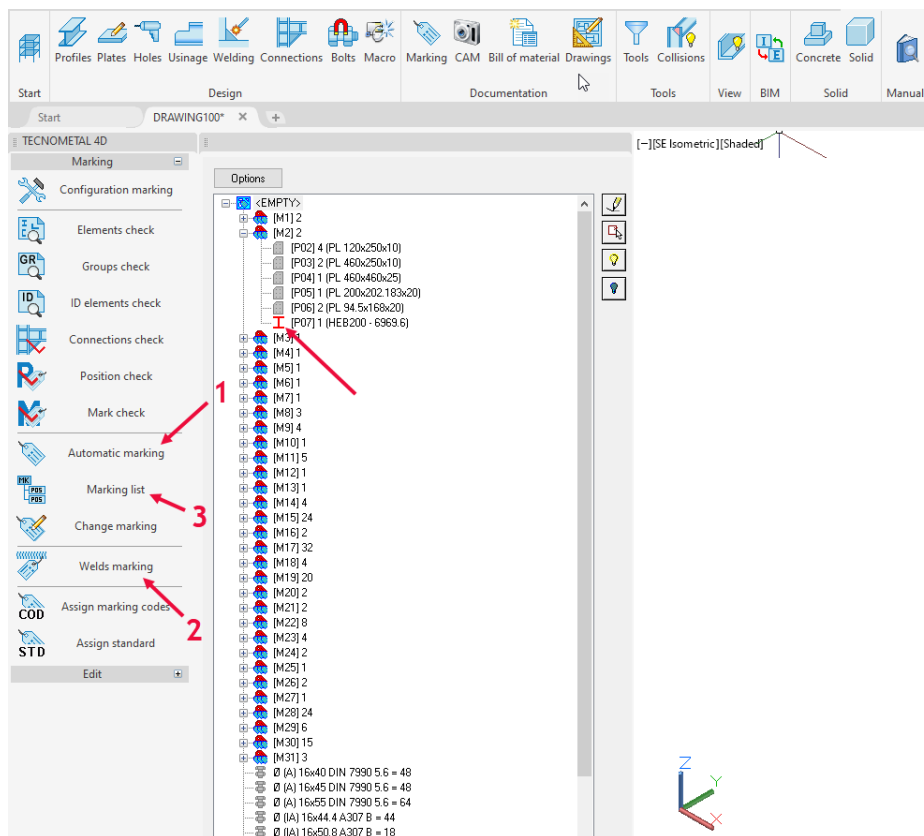 Profiles Plates Holes Usinage Welding Connections Bolts Macro Marking CAM Bill of material Drawings Tools Collisions Concrete Solid
Start Design Documentation Tools View BIM Solid Manual
Start DRAWING100* × +
TECNOMETAL 4D
Marking
Configuration marking
Elements check
GR
Groups check
ID
ID elements check
Connections check
Position check
Mark check
Automatic marking
MK
POS
POS
Marking list
Change marking
Welds marking
COD
Assign marking codes
STD
Assign standard
Edit
1
3
2
Options
<EMPTY>
[M1] 2
[M2] 2
[P02] 4 (PL 120x250x10)
[P03] 2 (PL 460x250x10)
[P04] 1 (PL 460x460x25)
[P05] 1 (PL 200x202.183x20)
[P06] 2 (PL 94.5x168x20)
[P07] 1 (HEB200 - 6969.6)
[M3] 1
[M4] 1
[M5] 1
[M6] 1
[M7] 1
[M8] 3
[M9] 4
[M10] 1
[M11] 5
[M12] 1
[M13] 1
[M14] 4
[M15] 24
[M16] 2
[M17] 32
[M18] 4
[M19] 20
[M20] 2
[M21] 2
[M22] 8
[M23] 4
[M24] 2
[M25] 1
[M26] 2
[M27] 1
[M28] 24
[M29] 6
[M30] 15
[M31] 3
Ø (A) 16x40 DIN 7990 5.6 = 48
Ø (A) 16x45 DIN 7990 5.6 = 48
Ø (A) 16x55 DIN 7990 5.6 = 64
Ø (IA) 16x44.4 A307 B = 44
Ø (IA) 16x50.8 A307 B = 18
[−][SE Isometric][Shaded]
Z
Y
X